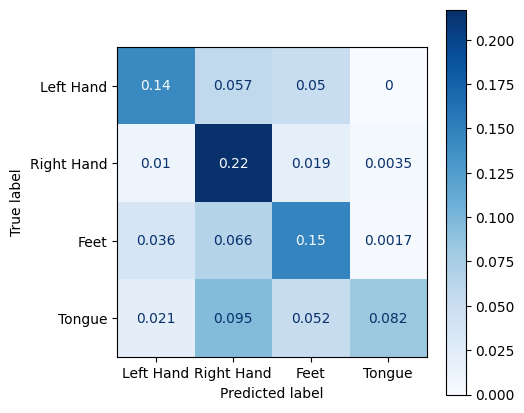 Left Hand 0.14 0.057 0.05 0
Right Hand 0.01 0.22 0.019 0.0035
Feet 0.036 0.066 0.15 0.0017
Tongue 0.021 0.095 0.052 0.082
Left Hand Right Hand Feet Tongue
Predicted label
True label
0.200
0.175
0.150
0.125
0.100
0.075
0.050
0.025
0.000